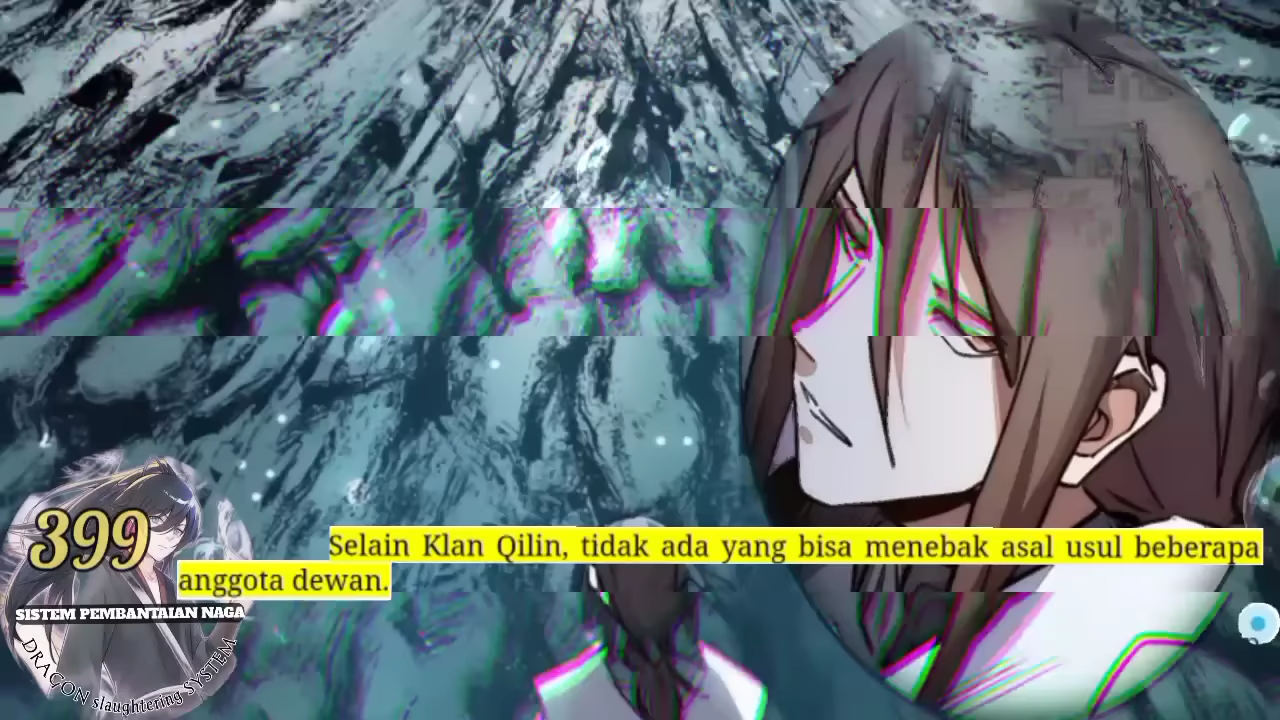 399
Selain Klan Qilin, tidak ada yang bisa menebak asal usul beberapa
anggota dewan.
SISTEM PEMBANTAIAN NAGA
DRAGON slaughtering SYSTEM